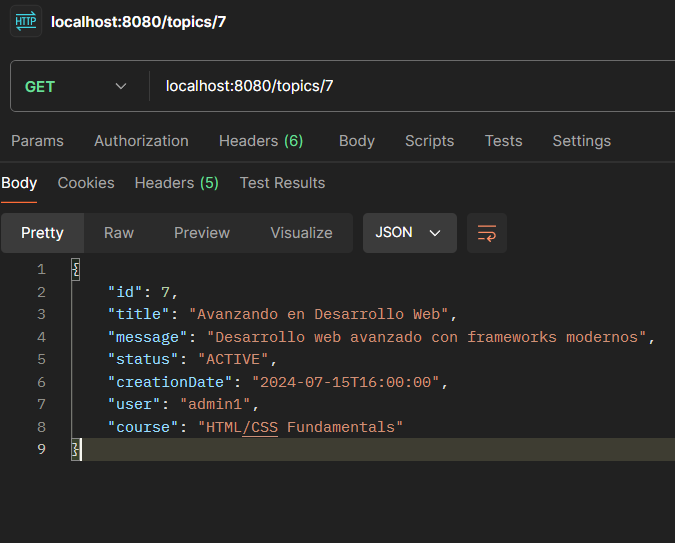 HTTP localhost:8080/topics/7
GET localhost:8080/topics/7
Params Authorization Headers (6) Body Scripts Tests Settings
Body Cookies Headers (5) Test Results
Pretty Raw Preview Visualize JSON
1 {
2 "id": 7,
3 "title": "Avanzando en Desarrollo Web",
4 "message": "Desarrollo web avanzado con frameworks modernos",
5 "status": "ACTIVE",
6 "creationDate": "2024-07-15T16:00:00",
7 "user": "admin1",
8 "course": "HTML/CSS Fundamentals"
9 }